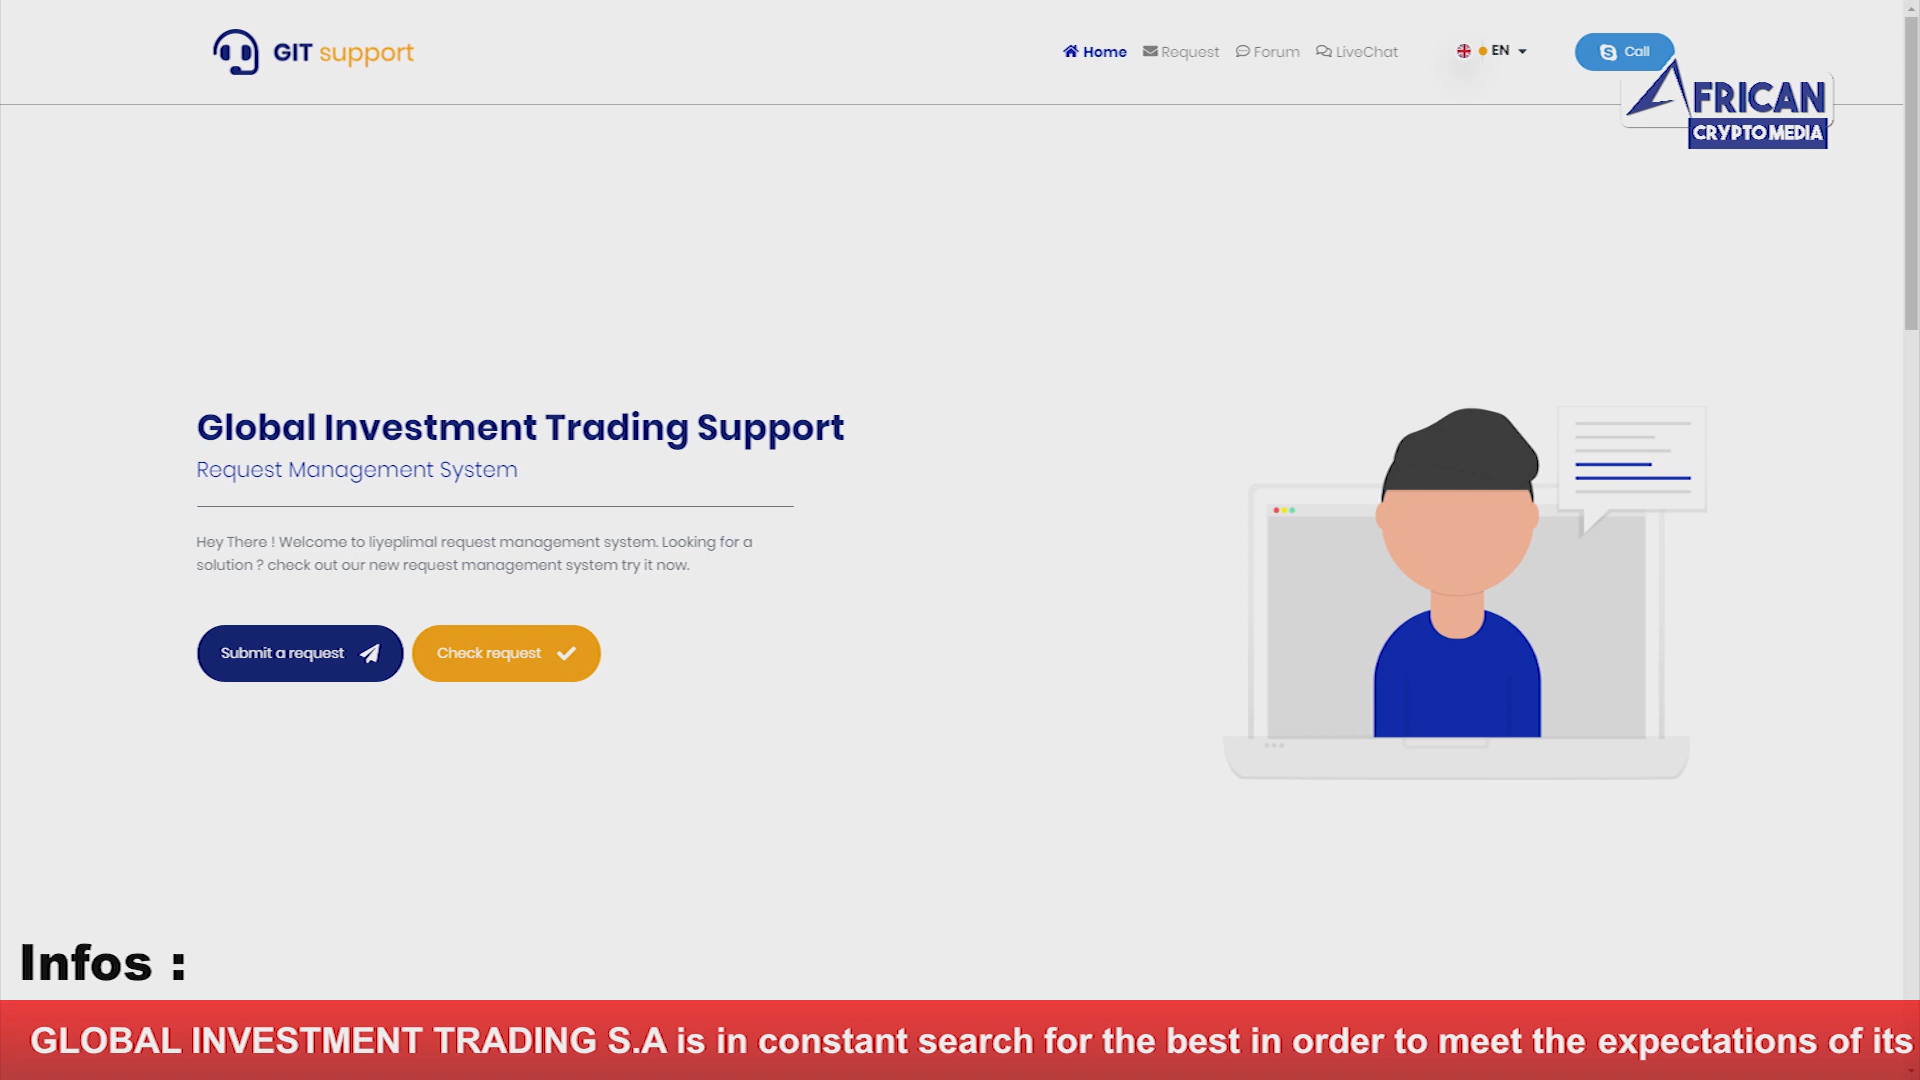 GIT support
Home Request Forum LiveChat EN Call
AFRICAN
CRYPTO MEDIA
Global Investment Trading Support
Request Management System
Hey There ! Welcome to liyeplimal request management system. Looking for a
solution ? check out our new request management system try it now.
Submit a request Check request
Infos :
GLOBAL INVESTMENT TRADING S.A is in constant search for the best in order to meet the expectations of its